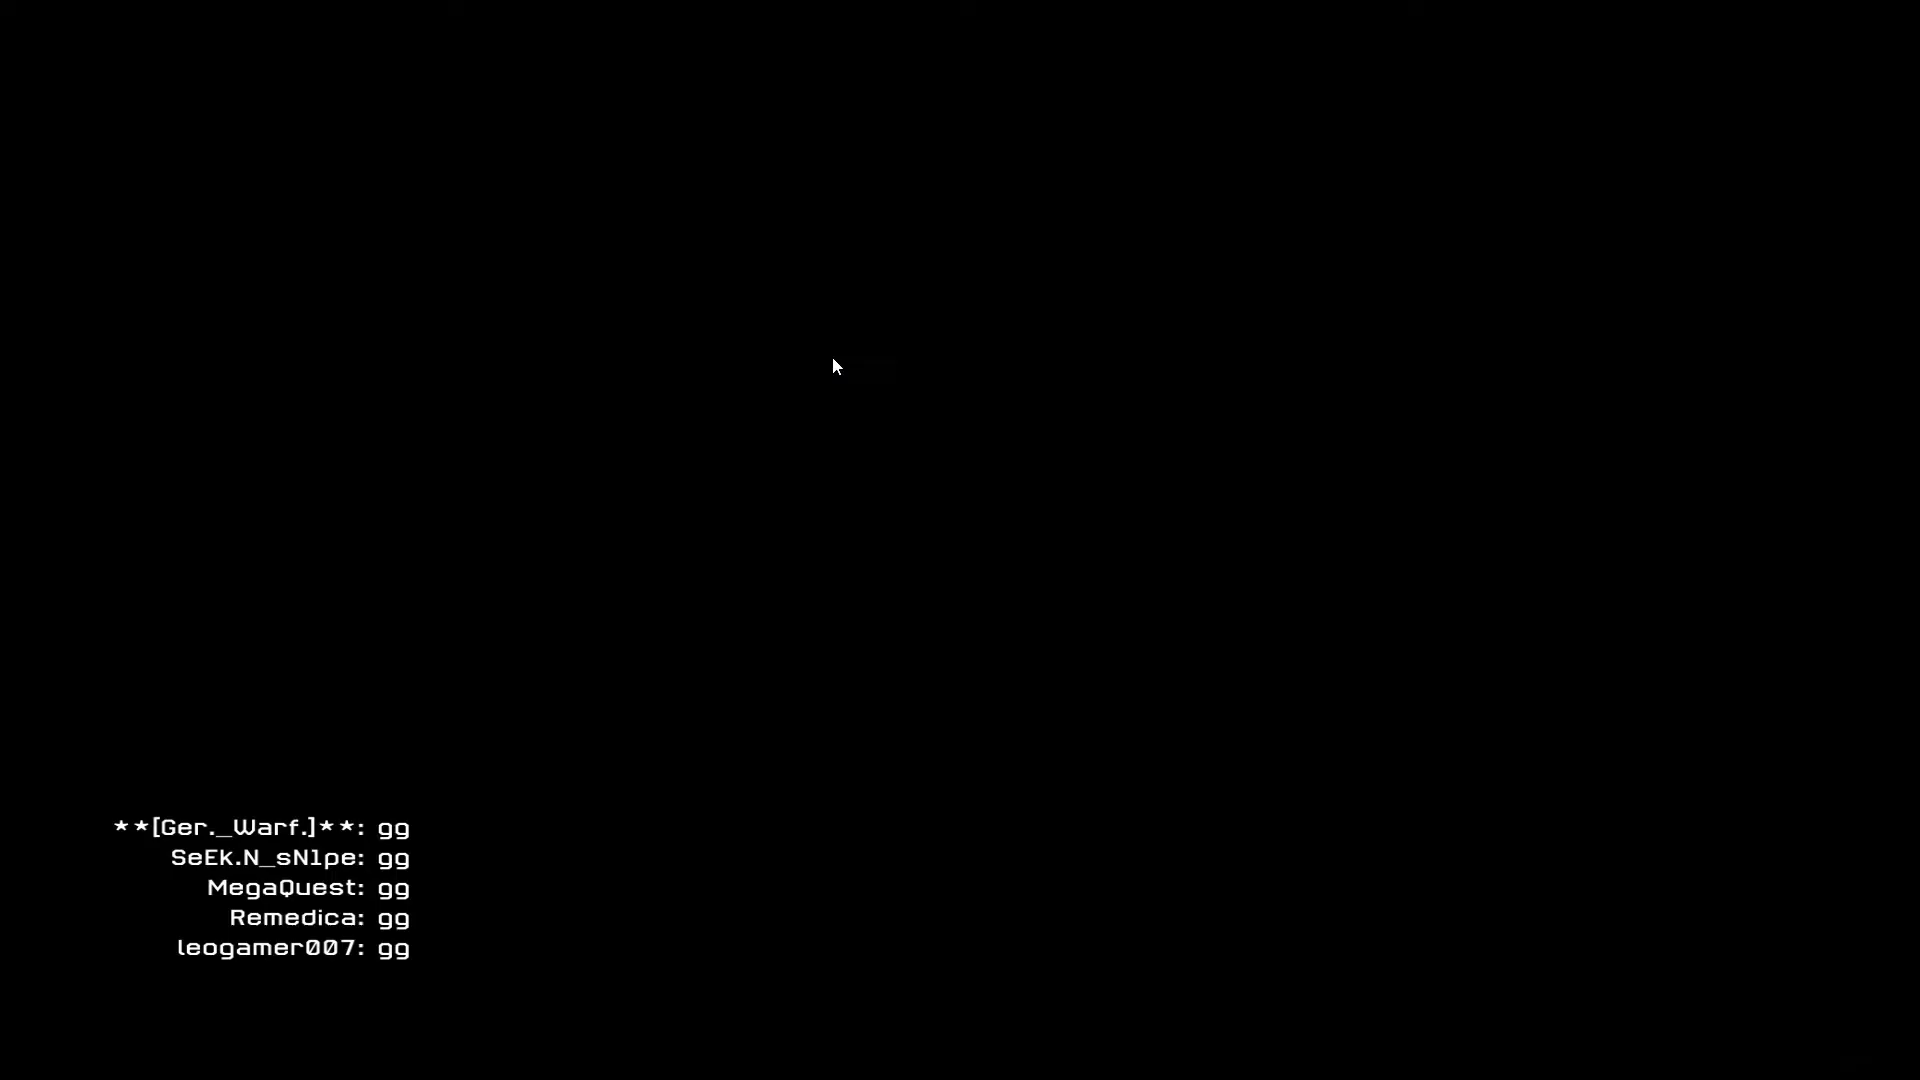 **[Ger._Warf.]**: gg
SeEk.N_sN1pe: gg
MegaQuest: gg
Remedica: gg
leogamer007: gg